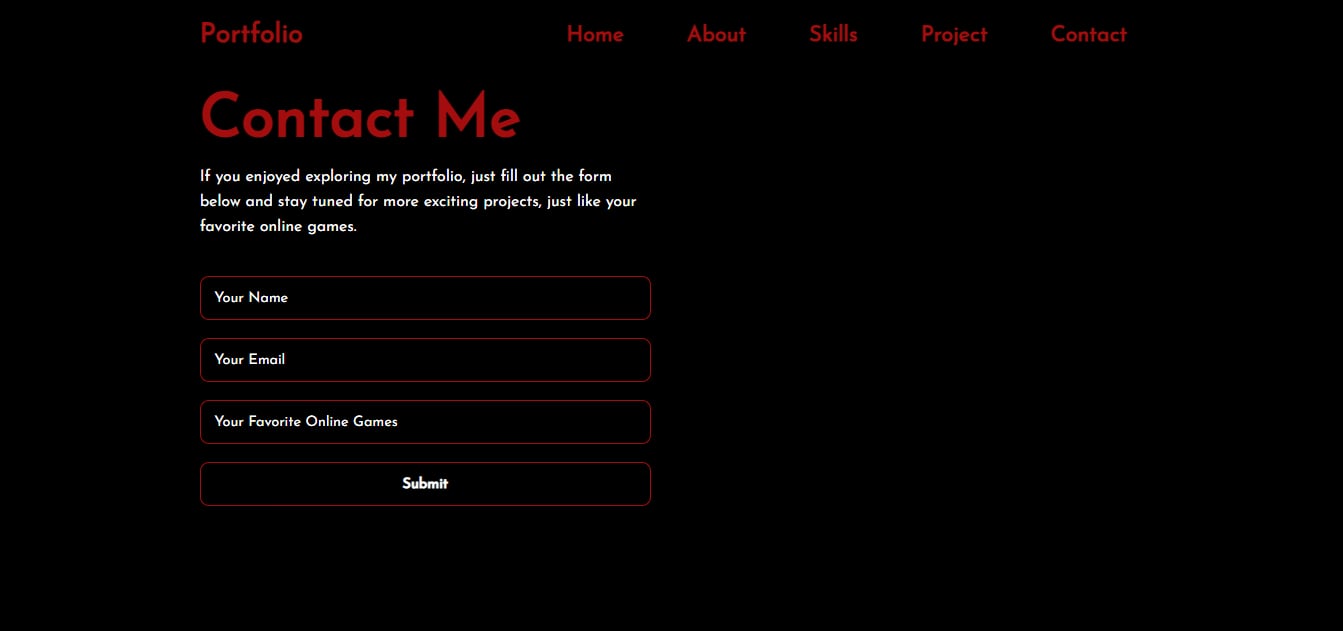 Portfolio
Home About Skills Project Contact
Contact Me
If you enjoyed exploring my portfolio, just fill out the form
below and stay tuned for more exciting projects, just like your
favorite online games.
Your Name
Your Email
Your Favorite Online Games
Submit